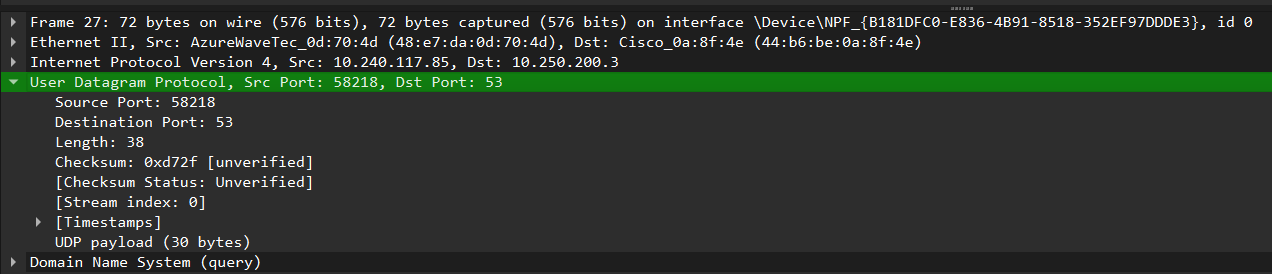 Frame 27: 72 bytes on wire (576 bits), 72 bytes captured (576 bits) on interface \Device\NPF_{B181DFC0-E836-4B91-8518-352EF97DDDE3}, id 0
Ethernet II, Src: AzureWaveTec_0d:70:4d (48:e7:da:0d:70:4d), Dst: Cisco_0a:8f:4e (44:b6:be:0a:8f:4e)
Internet Protocol Version 4, Src: 10.240.117.85, Dst: 10.250.200.3
User Datagram Protocol, Src Port: 58218, Dst Port: 53
Source Port: 58218
Destination Port: 53
Length: 38
Checksum: 0xd72f [unverified]
[Checksum Status: Unverified]
[Stream index: 0]
[Timestamps]
UDP payload (30 bytes)
Domain Name System (query)